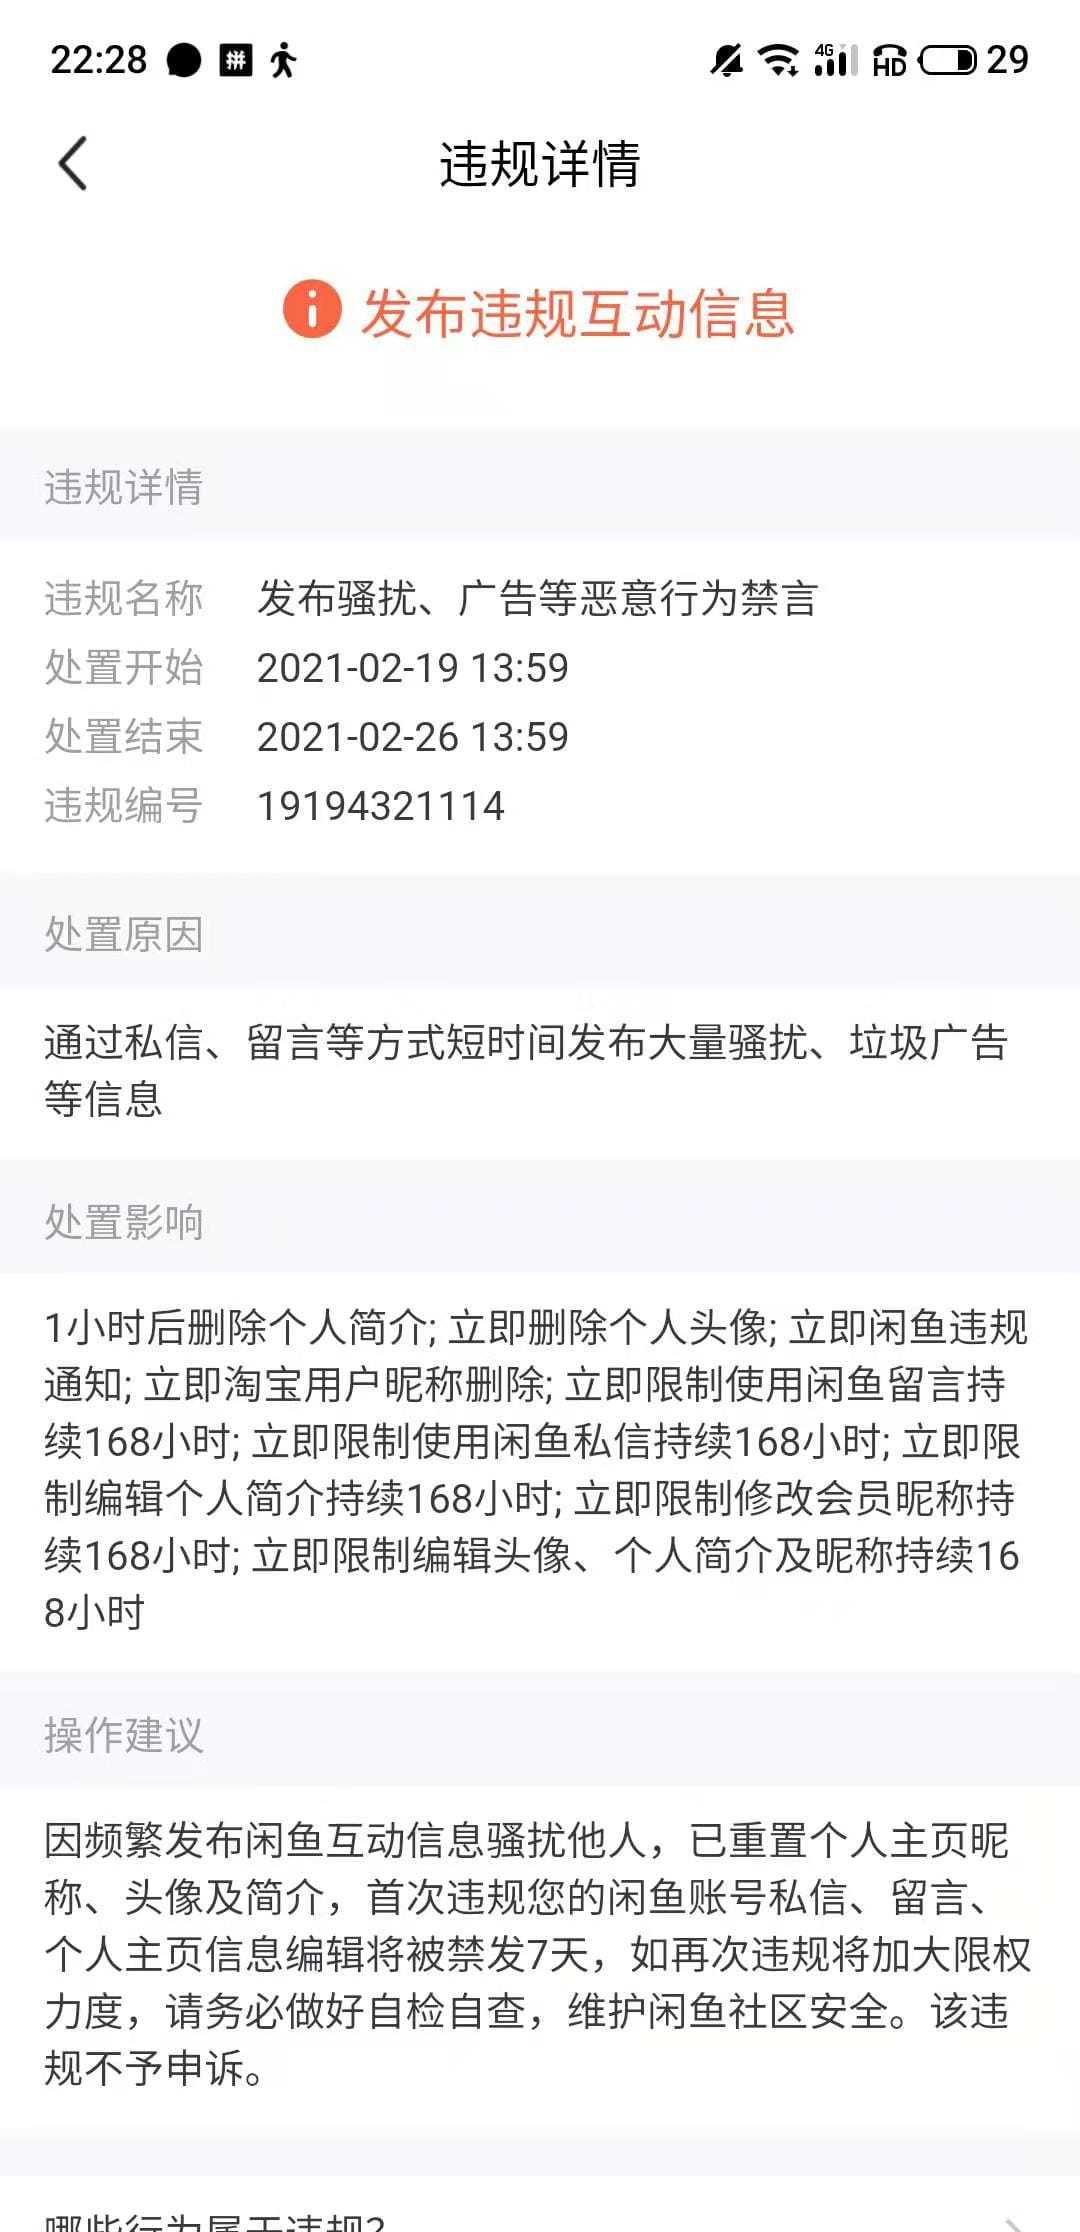 22:28 拼 4G HD 29
违规详情
发布违规互动信息
违规详情
违规名称 发布骚扰、广告等恶意行为禁言
处置开始 2021-02-19 13:59
处置结束 2021-02-26 13:59
违规编号 19194321114
处置原因
通过私信、留言等方式短时间发布大量骚扰、垃圾广告
等信息
处置影响
1小时后删除个人简介; 立即删除个人头像; 立即闲鱼违规
通知; 立即淘宝用户昵称删除; 立即限制使用闲鱼留言持
续168小时; 立即限制使用闲鱼私信持续168小时; 立即限
制编辑个人简介持续168小时; 立即限制修改会员昵称持
续168小时; 立即限制编辑头像、个人简介及昵称持续16
8小时
操作建议
因频繁发布闲鱼互动信息骚扰他人，已重置个人主页昵
称、头像及简介，首次违规您的闲鱼账号私信、留言、
个人主页信息编辑将被禁发7天，如再次违规将加大限权
力度，请务必做好自检自查，维护闲鱼社区安全。该违
规不予申诉。
哪些行为属于违规?